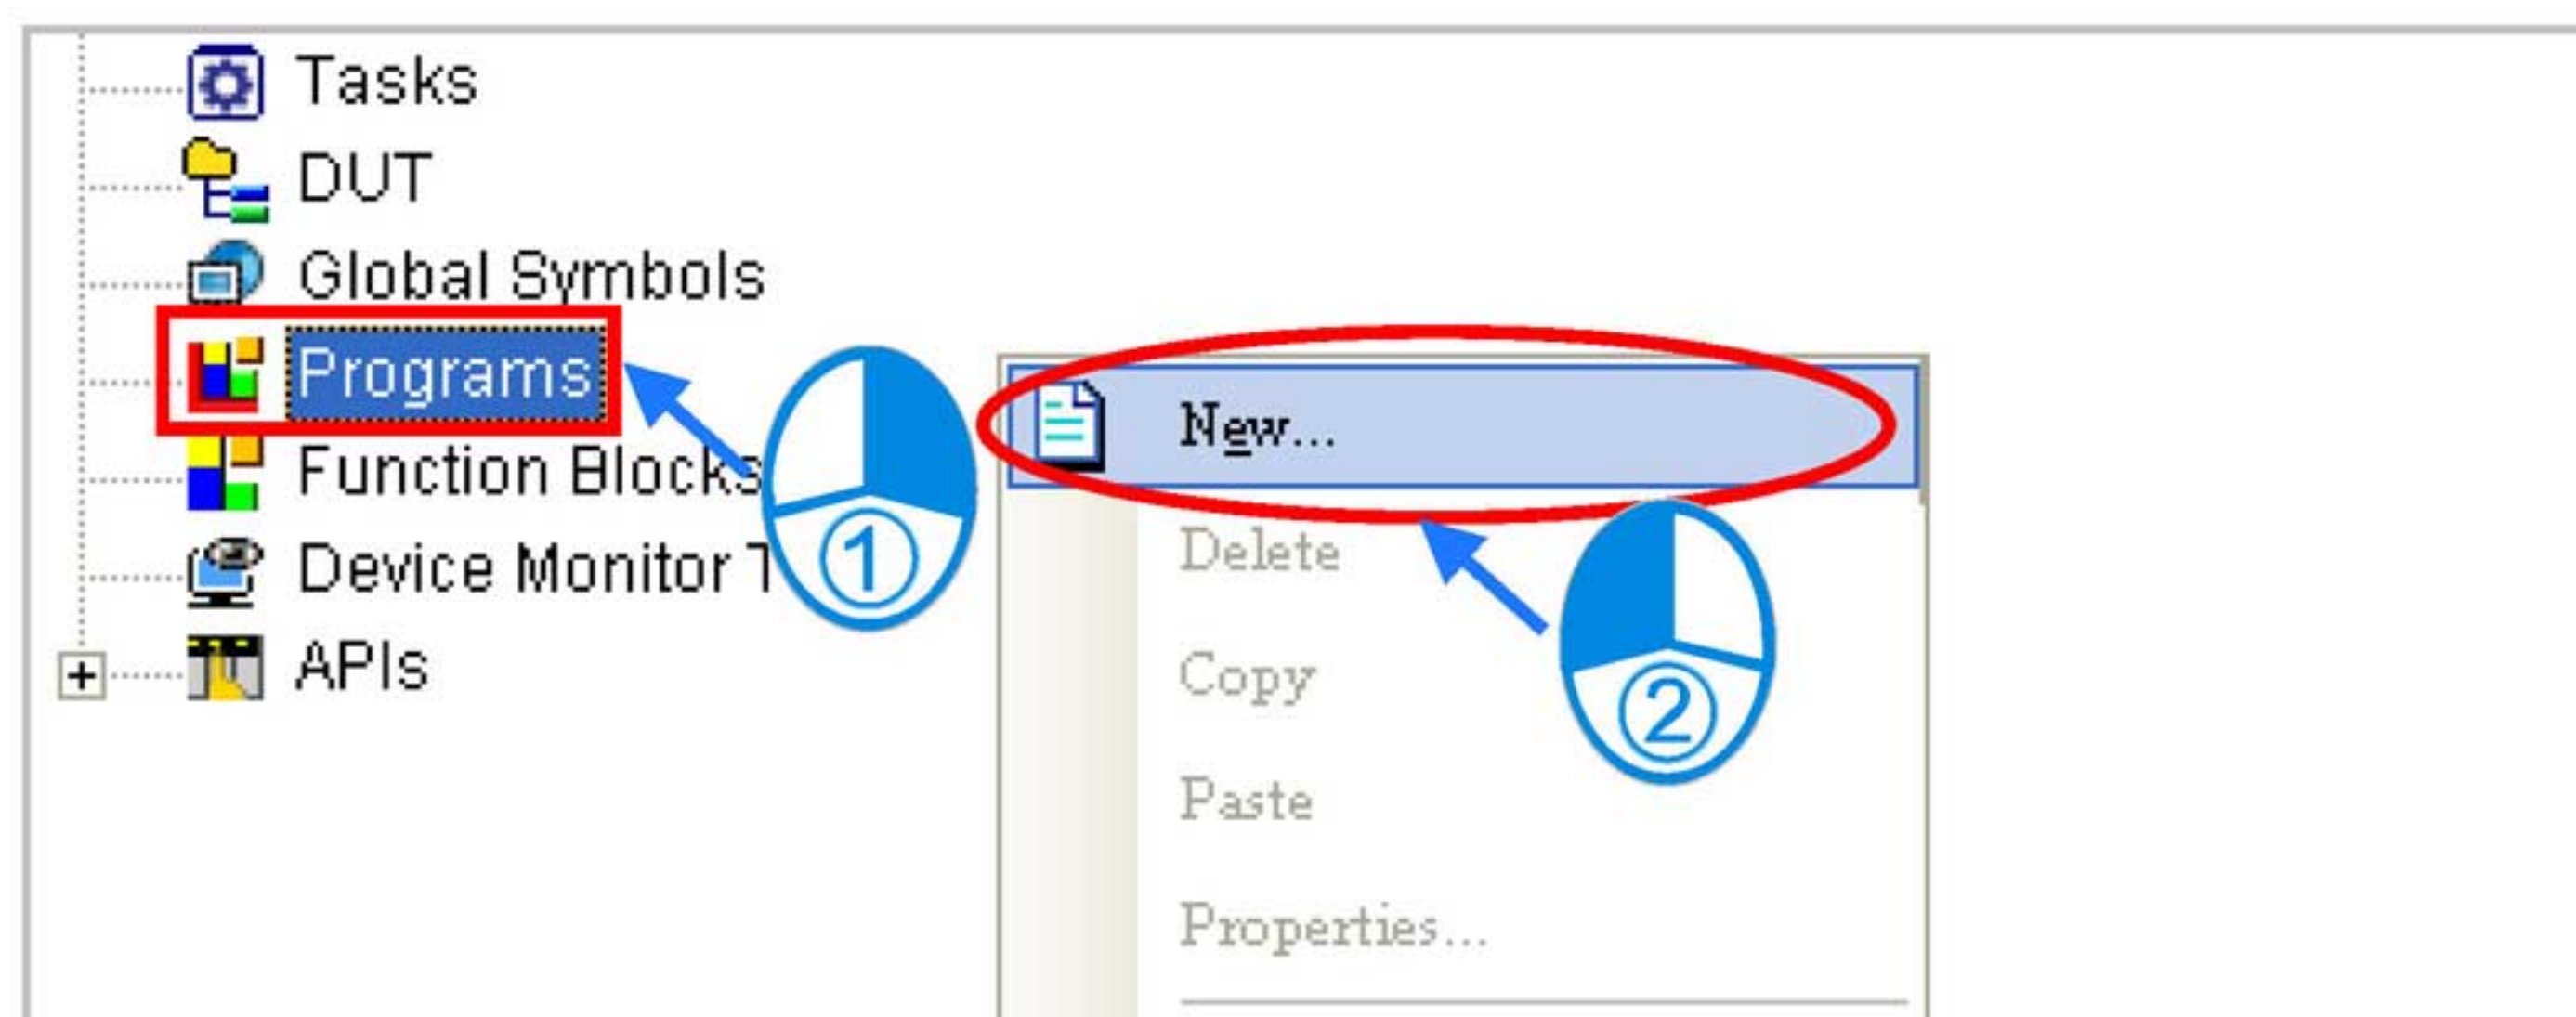 Tasks
DUT
Global Symbols
Programs
Function Blocks
Device Monitor
APIs
1
New...
Delete
Copy
Paste
Properties...
2